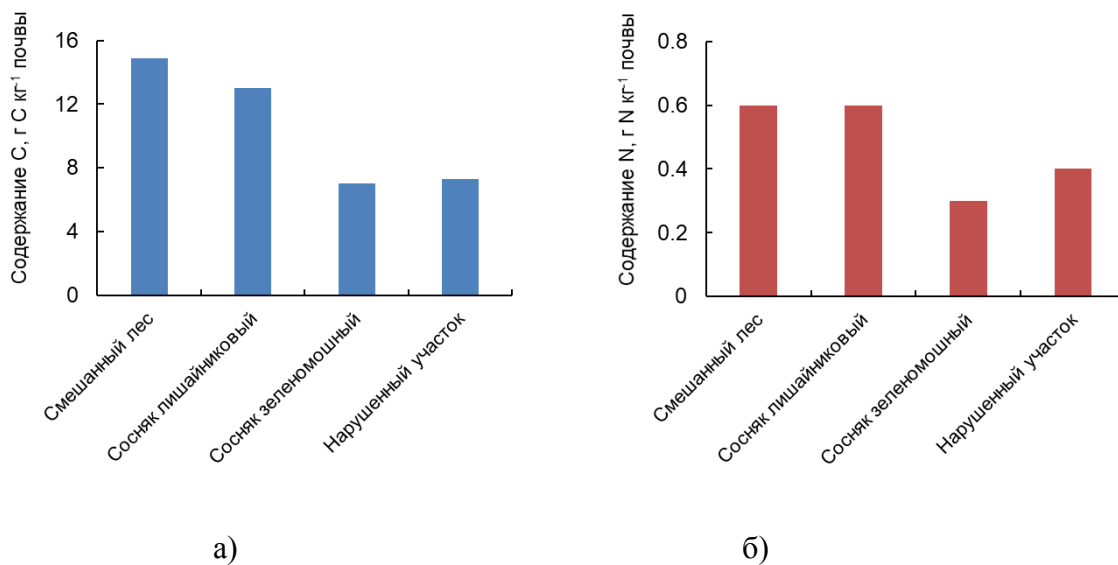 Содержание C, г C кг⁻¹ почвы
16
12
8
4
0
Смешанный лес
Сосняк лишайниковый
Сосняк зеленомошный
Нарушенный участок
а)
Содержание N, г N кг⁻¹ почвы
0.8
0.6
0.4
0.2
0
Смешанный лес
Сосняк лишайниковый
Сосняк зеленомошный
Нарушенный участок
б)